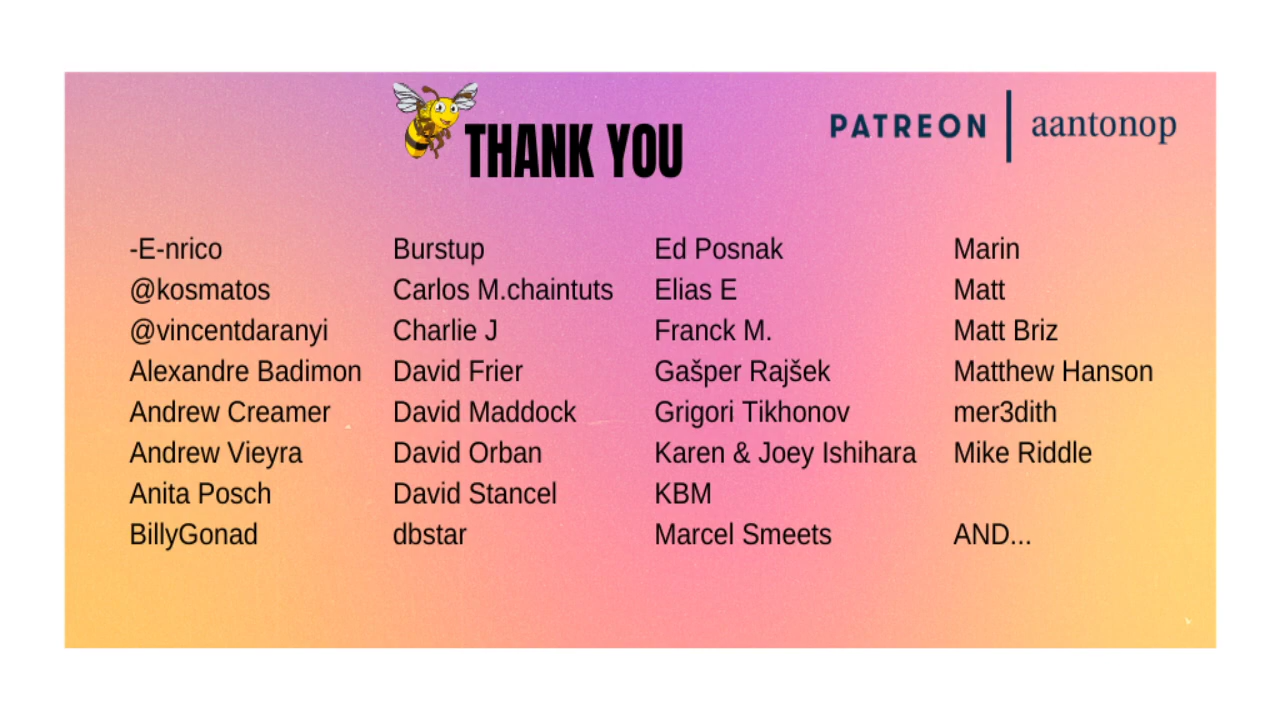 THANK YOU
PATREON | aantonop
-E-nrico
@kosmatos
@vincentdaranyi
Alexandre Badimon
Andrew Creamer
Andrew Vieyra
Anita Posch
BillyGonad
Burstup
Carlos M.chaintuts
Charlie J
David Frier
David Maddock
David Orban
David Stancel
dbstar
Ed Posnak
Elias E
Franck M.
Gašper Rajšek
Grigori Tikhonov
Karen & Joey Ishihara
KBM
Marcel Smeets
Marin
Matt
Matt Briz
Matthew Hanson
mer3dith
Mike Riddle
AND...